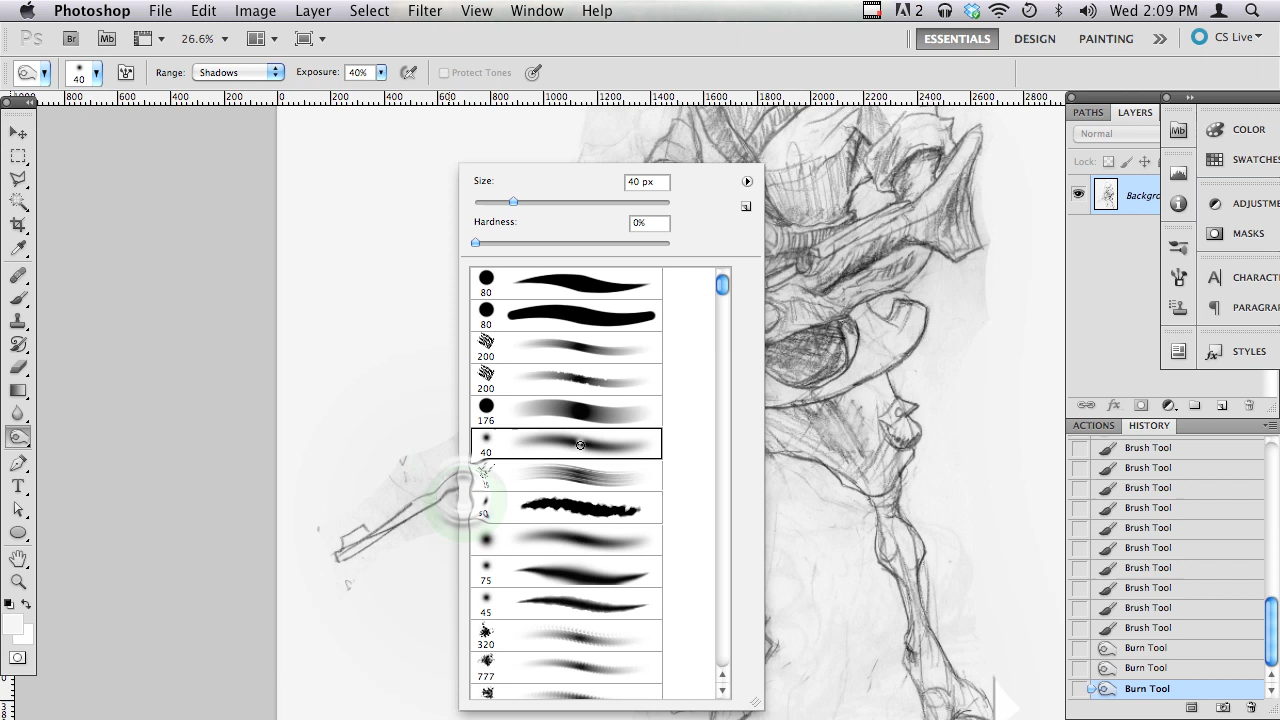 Photoshop File Edit Image Layer Select Filter View Window Help 2 Wed 2:09 PM
Ps Br Mb 26.6% ESSENTIALS DESIGN PAINTING CS Live
40 Range: Shadows Exposure: 40% Protect Tones
800 600 400 200 0 200 400 600 800 1000 1200 1400 1600 1800 2000 2200 2400 2600 2800
PATHS LAYERS
Normal
Lock:
Backgro
Mb COLOR
SWATCHES
ADJUSTME
MASKS
CHARACT
PARAGRA
STYLES
Size: 40 px
Hardness: 0%
80
80
200
200
176
40
75
45
320
777
ACTIONS HISTORY
Brush Tool
Brush Tool
Brush Tool
Brush Tool
Brush Tool
Brush Tool
Brush Tool
Brush Tool
Brush Tool
Brush Tool
Burn Tool
Burn Tool
Burn Tool